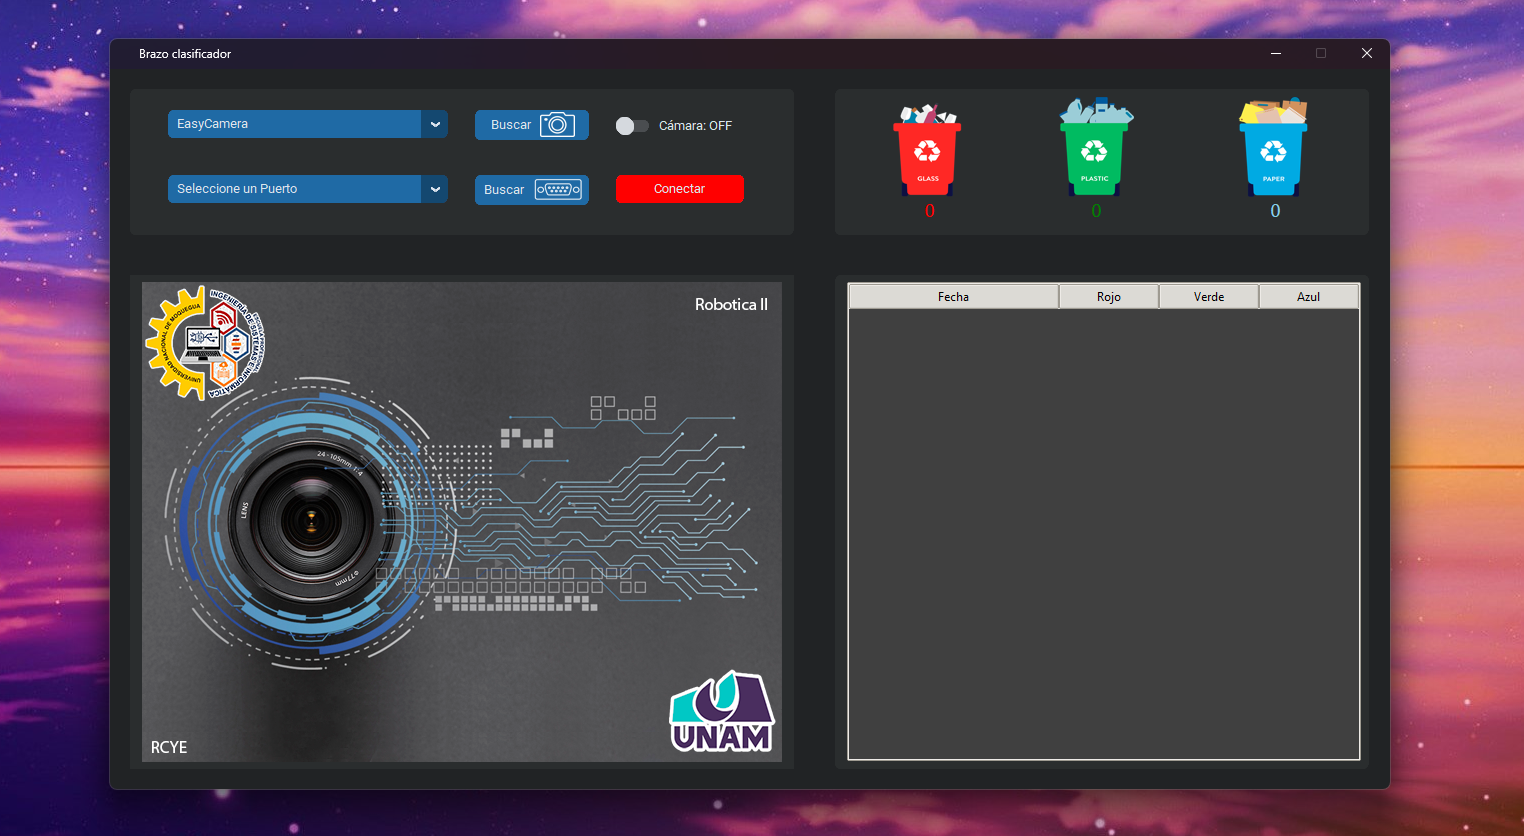 Brazo clasificador
EasyCamera
Buscar
Cámara: OFF
Seleccione un Puerto
Buscar
Conectar
GLASS
PLASTIC
PAPER
0
0
0
Robotica II
UNIVERSIDAD NACIONAL DE MOQUEGUA
INGENIERÍA DE SISTEMAS E INFORMÁTICA
24-105mm 1:4
LENS
ø77mm
UNAM
RCYE
Fecha
Rojo
Verde
Azul